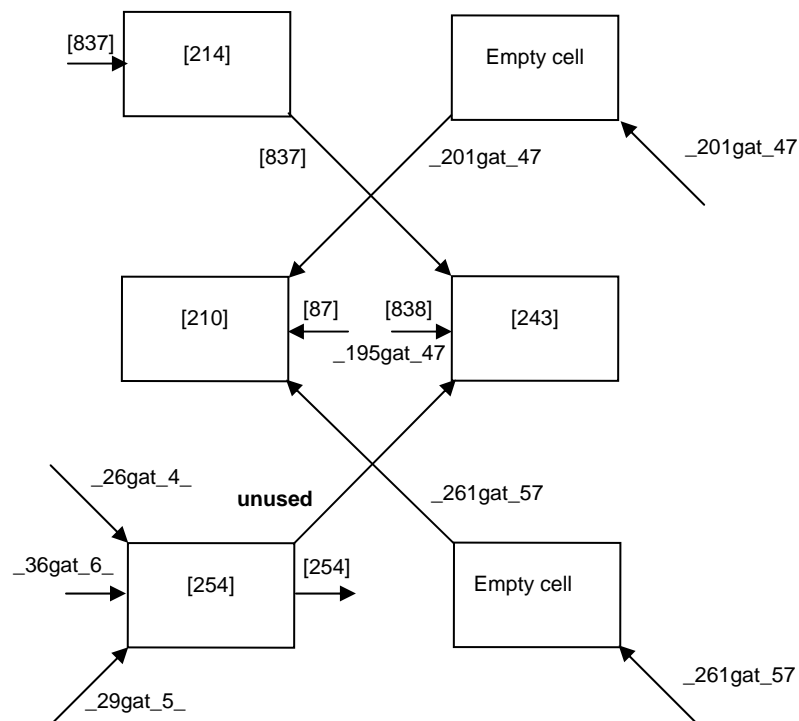 [837]
[214]
Empty cell
[837]
_201gat_47
_201gat_47
[210]
[87]
[838]
[243]
_195gat_47
_26gat_4_
unused
_261gat_57
_36gat_6_
[254]
[254]
Empty cell
_29gat_5_
_261gat_57